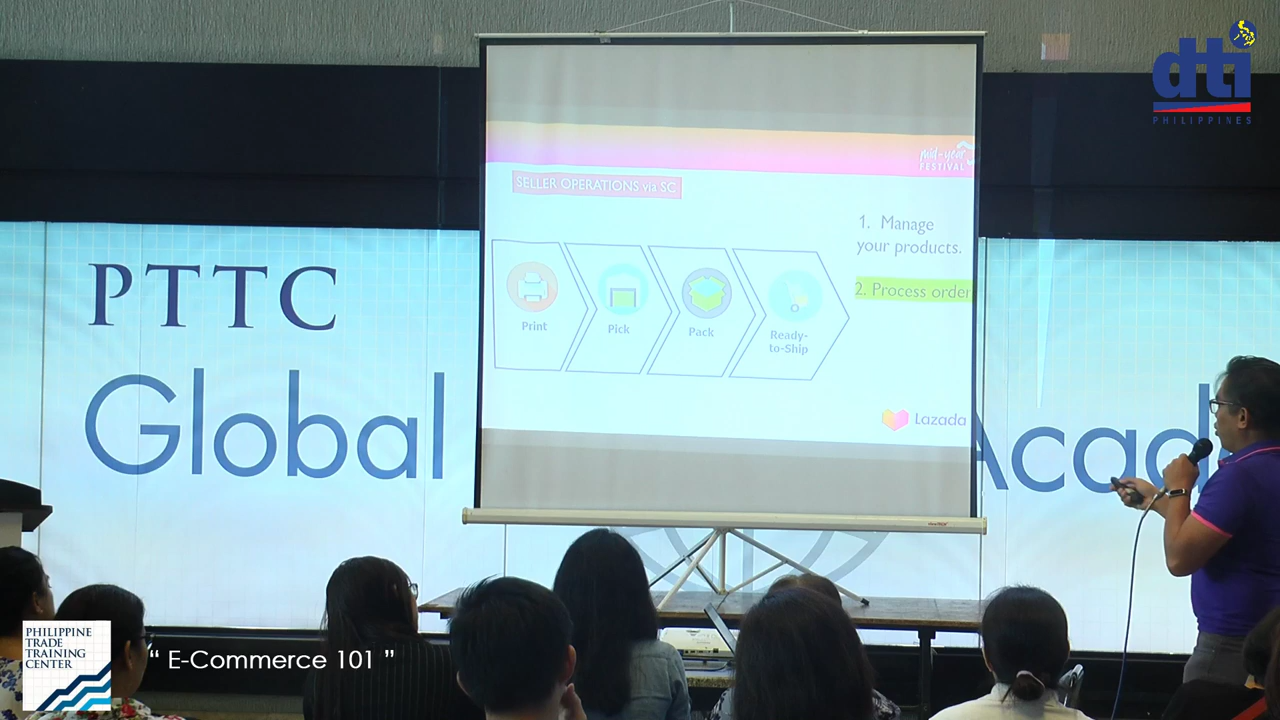 dti
PHILIPPINES
mid-year
FESTIVAL
SELLER OPERATIONS via SC
1. Manage
your products.
2. Process order
Print
Pick
Pack
Ready-
to-Ship
Lazada
PTTC
Global Acad
PHILIPPINE
TRADE
TRAINING
CENTER
“ E-Commerce 101 ”